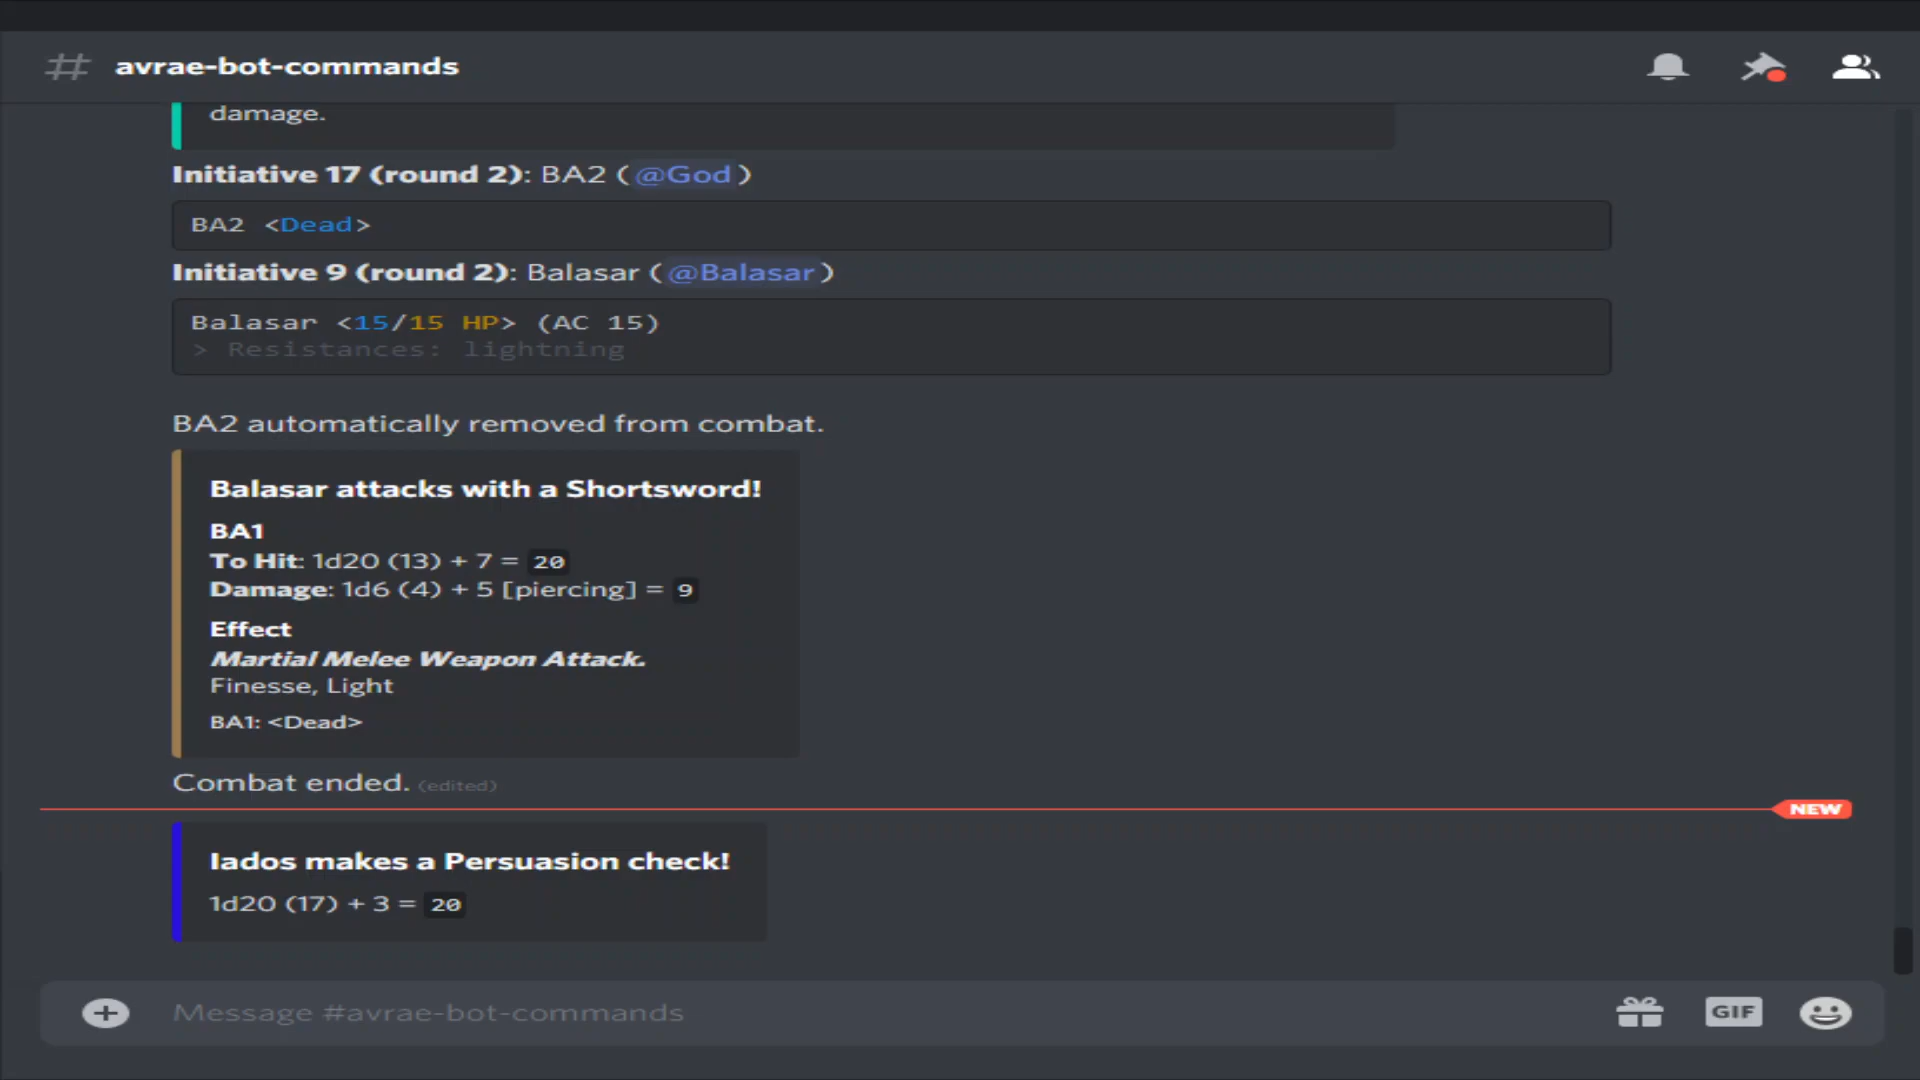 # avrae-bot-commands
damage.
Initiative 17 (round 2): BA2 (@God)
BA2 <Dead>
Initiative 9 (round 2): Balasar (@Balasar)
Balasar <15/15 HP> (AC 15)
> Resistances: lightning
BA2 automatically removed from combat.
Balasar attacks with a Shortsword!
BA1
To Hit: 1d20 (13) + 7 = 20
Damage: 1d6 (4) + 5 [piercing] = 9
Effect
Martial Melee Weapon Attack.
Finesse, Light
BA1: <Dead>
Combat ended. (edited)
NEW
Iados makes a Persuasion check!
1d20 (17) + 3 = 20
Message #avrae-bot-commands
GIF